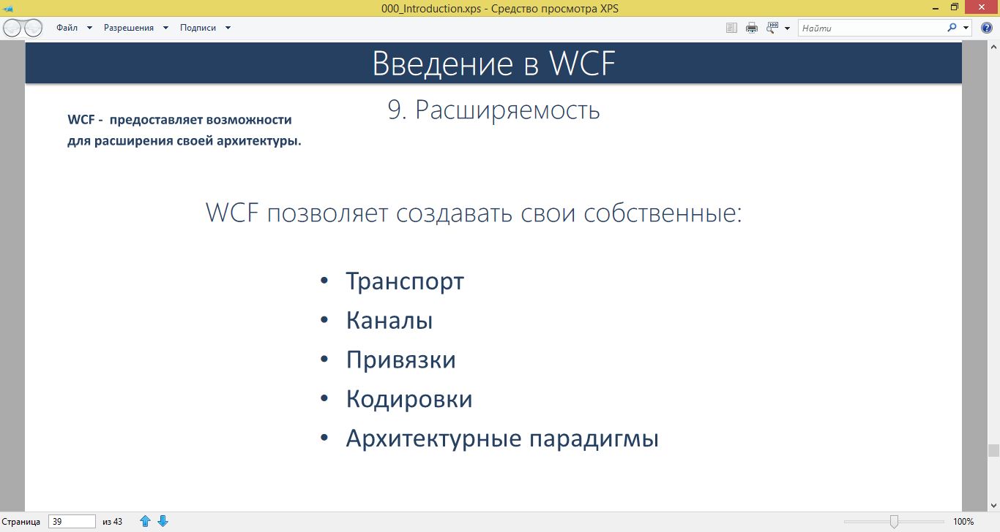 000_Introduction.xps - Средство просмотра XPS
Файл Разрешения Подписи 100 Найти ?
Введение в WCF
9. Расширяемость
WCF - предоставляет возможности
для расширения своей архитектуры.
WCF позволяет создавать свои собственные:
• Транспорт
• Каналы
• Привязки
• Кодировки
• Архитектурные парадигмы
Страница 39 из 43 100%